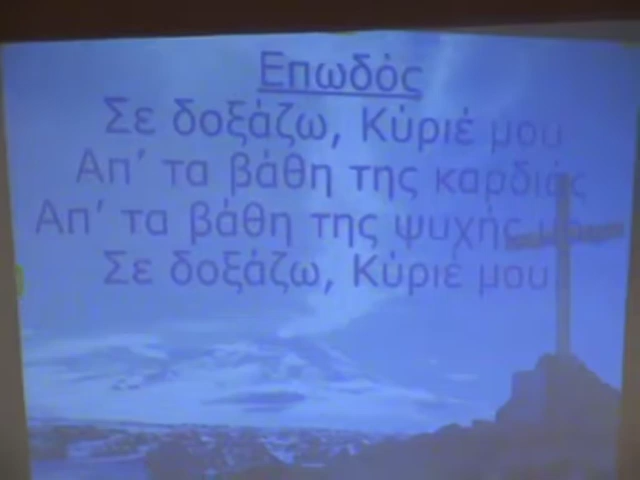 Επωδός
Σε δοξάζω, Κύριέ μου
Απ' τα βάθη της καρδιάς
Απ' τα βάθη της ψυχής μου
Σε δοξάζω, Κύριέ μου